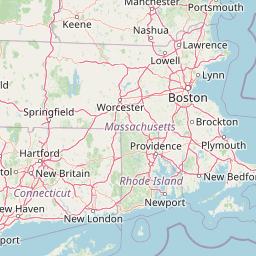 Manchester
Portsmouth
Keene
Nashua
Lawrence
Lowell
Lynn
Worcester
Boston
Springfield
Massachusetts
Brockton
Hartford
Providence
Plymouth
New Britain
Rhode Island
New Bedfor
Connecticut
New Haven
New London
Newport
port